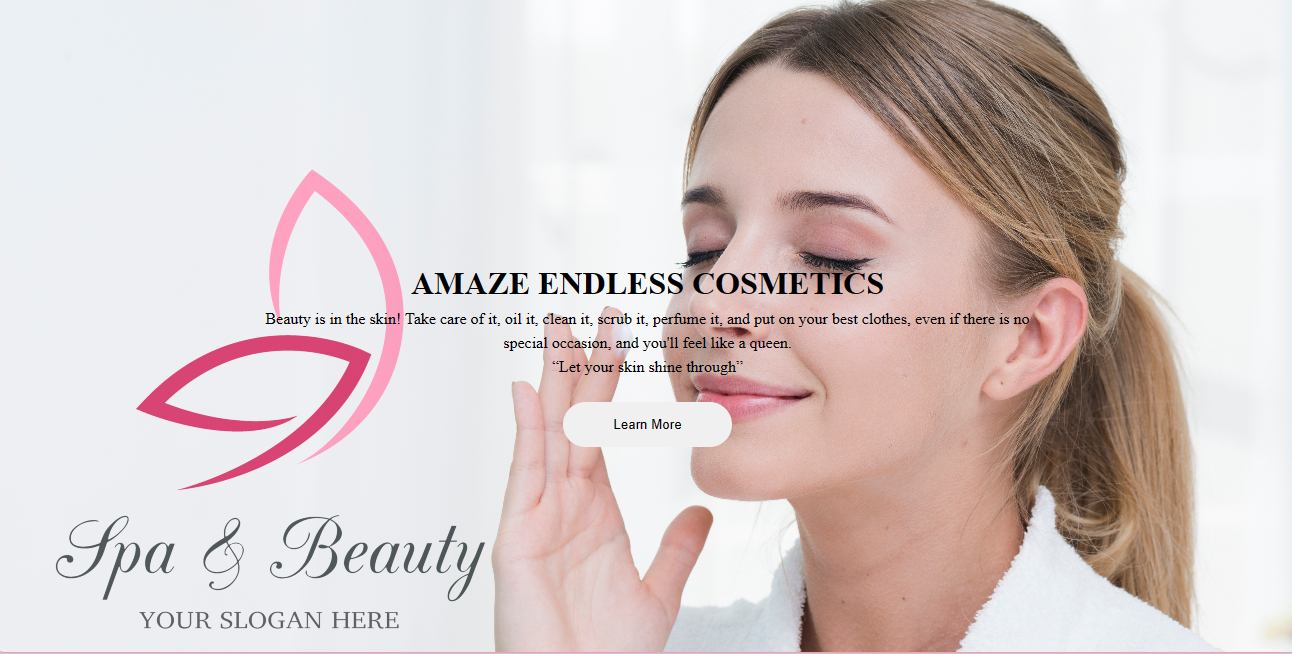 AMAZE ENDLESS COSMETICS
Beauty is in the skin! Take care of it, oil it, clean it, scrub it, perfume it, and put on your best clothes, even if there is no
special occasion, and you'll feel like a queen.
“Let your skin shine through”
Learn More
Spa & Beauty
YOUR SLOGAN HERE